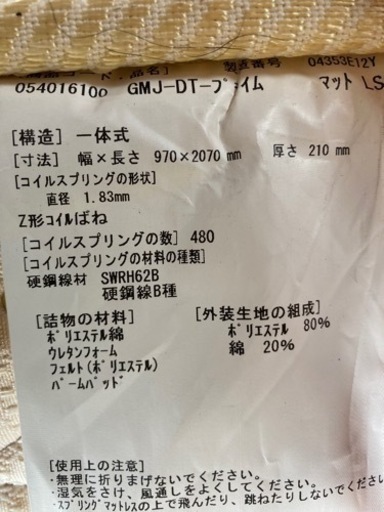 製品番号 04353E12Y
054016100 GMJ-DT-プライム マット LS
[構造] 一体式
[寸法] 幅×長さ 970×2070 mm 厚さ 210 mm
[コイルスプリングの形状]
直径 1.83mm
Z形コイルばね
[コイルスプリングの数] 480
[コイルスプリングの材料の種類]
硬鋼線材 SWRH62B
硬鋼線B種
[詰物の材料]
ポリエステル綿
ウレタンフォーム
フェルト(ポリエステル)
パームパッド
[外装生地の組成]
ポリエステル 80%
綿 20%
[使用上の注意]
・無理に折りまげないでください。
・湿気をさけ、風通しをよくしてください。
・スプリングマットレスの上で飛んだり、跳ねたりしないでくださ